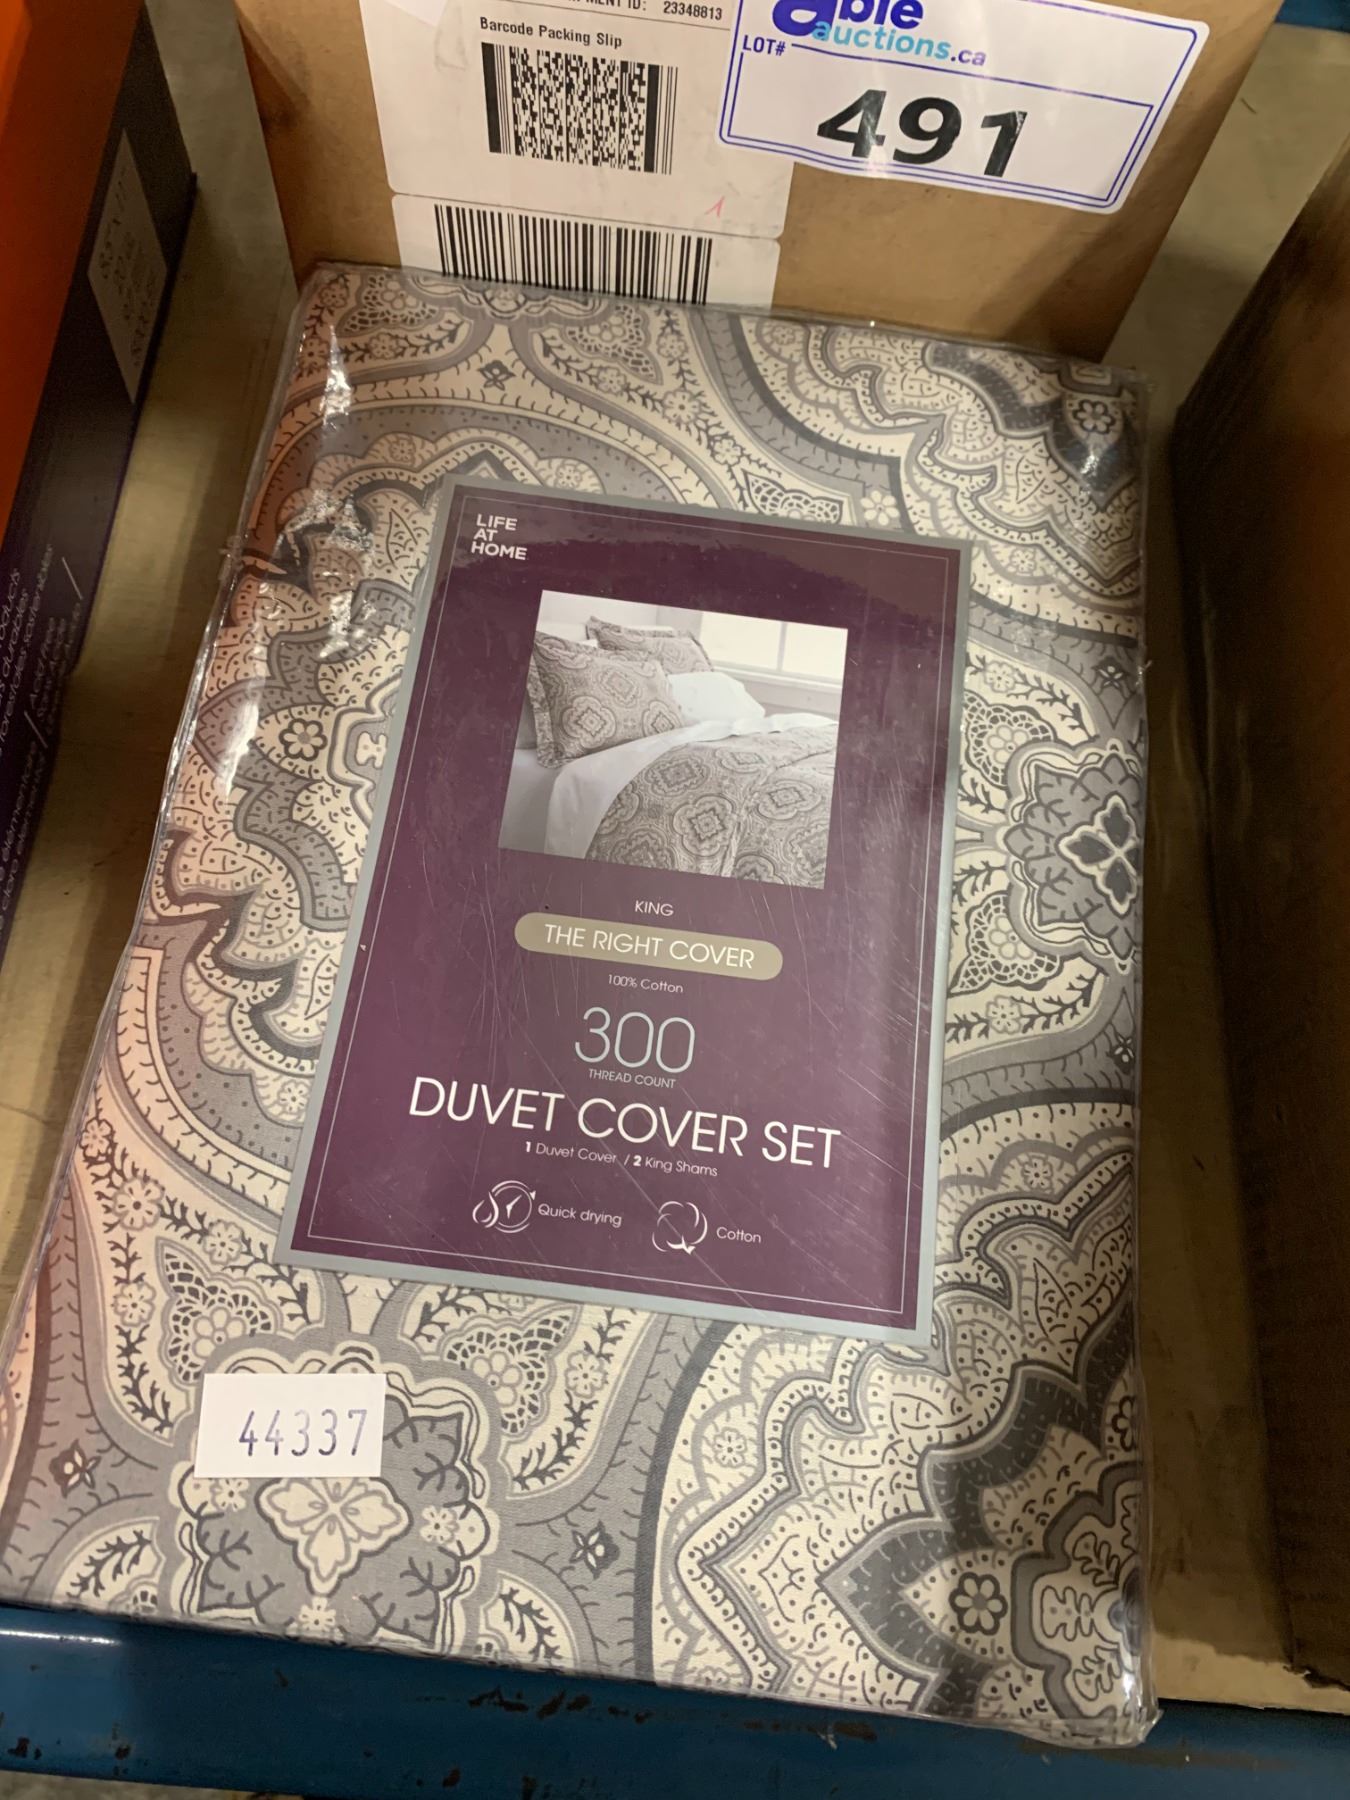 ID: 23348813
Barcode Packing Slip
able
auctions.ca
LOT#
491
LIFE
AT
HOME
KING
THE RIGHT COVER
100% Cotton
300
THREAD COUNT
DUVET COVER SET
1 Duvet Cover / 2 King Shams
Quick drying
Cotton
44337